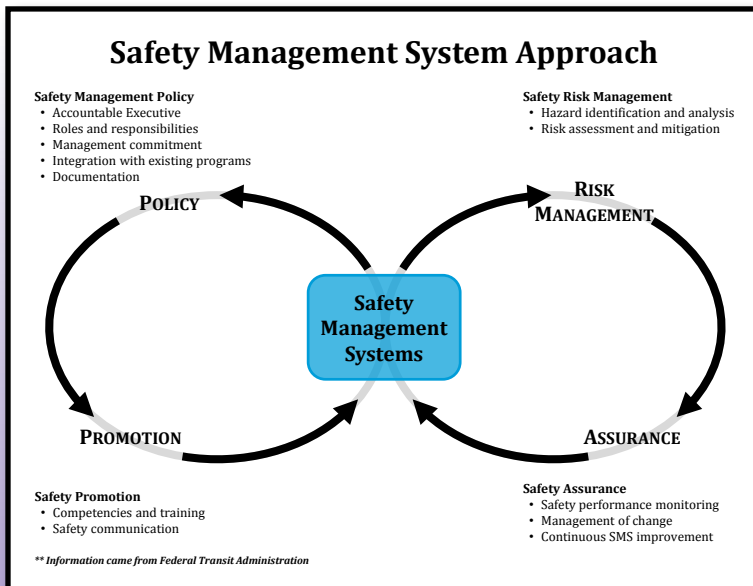 Safety Management System Approach
Safety Management Policy
• Accountable Executive
• Roles and responsibilities
• Management commitment
• Integration with existing programs
• Documentation
Safety Risk Management
• Hazard identification and analysis
• Risk assessment and mitigation
POLICY
RISK
MANAGEMENT
Safety
Management
Systems
PROMOTION
ASSURANCE
Safety Promotion
• Competencies and training
• Safety communication
Safety Assurance
• Safety performance monitoring
• Management of change
• Continuous SMS improvement
** Information came from Federal Transit Administration